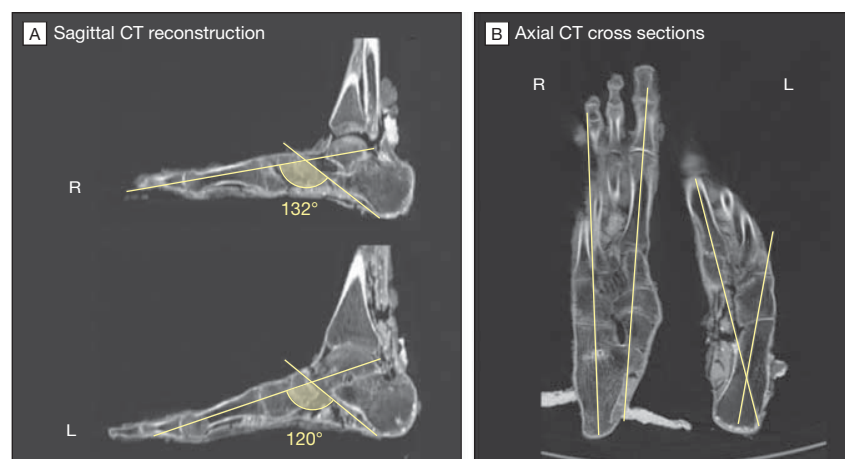 A Sagittal CT reconstruction
R
132°
L
120°
B Axial CT cross sections
R
L